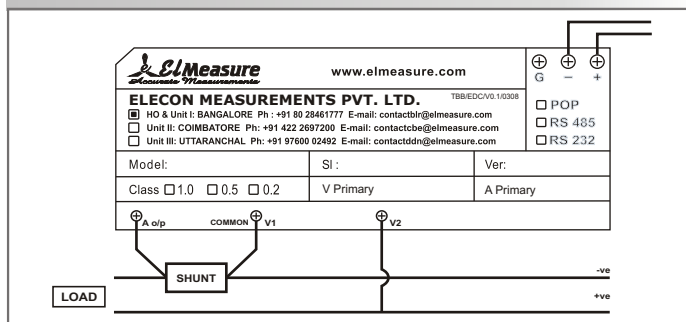 ElMeasure
Accurate Measurements
www.elmeasure.com
G – +
ELECON MEASUREMENTS PVT. LTD. TBB/EDC/V0.1/0308
HO & Unit I: BANGALORE Ph : +91 80 28461777 E-mail: contactblr@elmeasure.com
Unit II: COIMBATORE Ph: +91 422 2697200 E-mail: contactcbe@elmeasure.com
Unit III: UTTARANCHAL Ph: +91 97600 02492 E-mail: contactddn@elmeasure.com
POP
RS 485
RS 232
Model: Sl : Ver:
Class 1.0 0.5 0.2 V Primary A Primary
A o/p COMMON V1 V2
SHUNT
-ve
LOAD
+ve